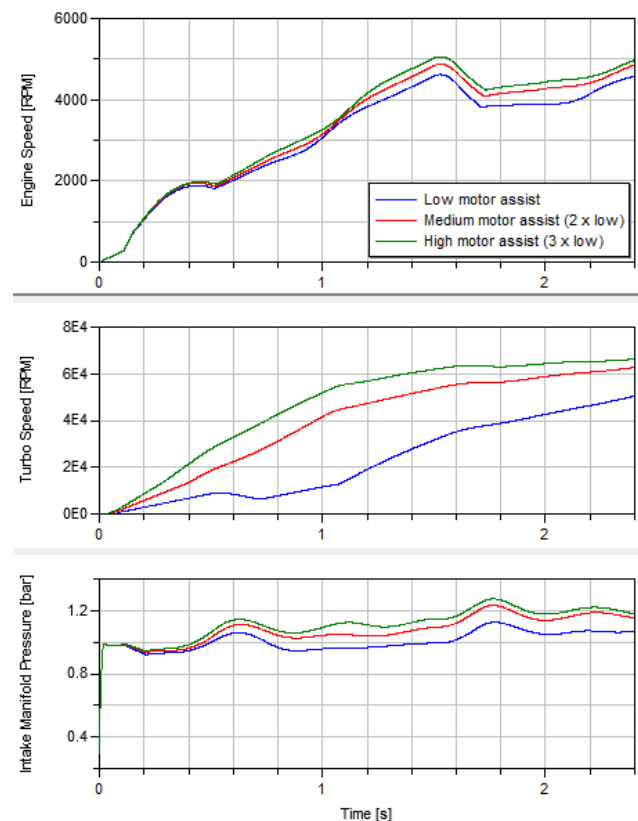 Engine Speed [RPM]
6000
4000
2000
0
0
1
2
Low motor assist
Medium motor assist (2 x low)
High motor assist (3 x low)
Turbo Speed [RPM]
8E4
6E4
4E4
2E4
0E0
0
1
2
Intake Manifold Pressure [bar]
1.2
0.8
0.4
0
1
2
Time [s]